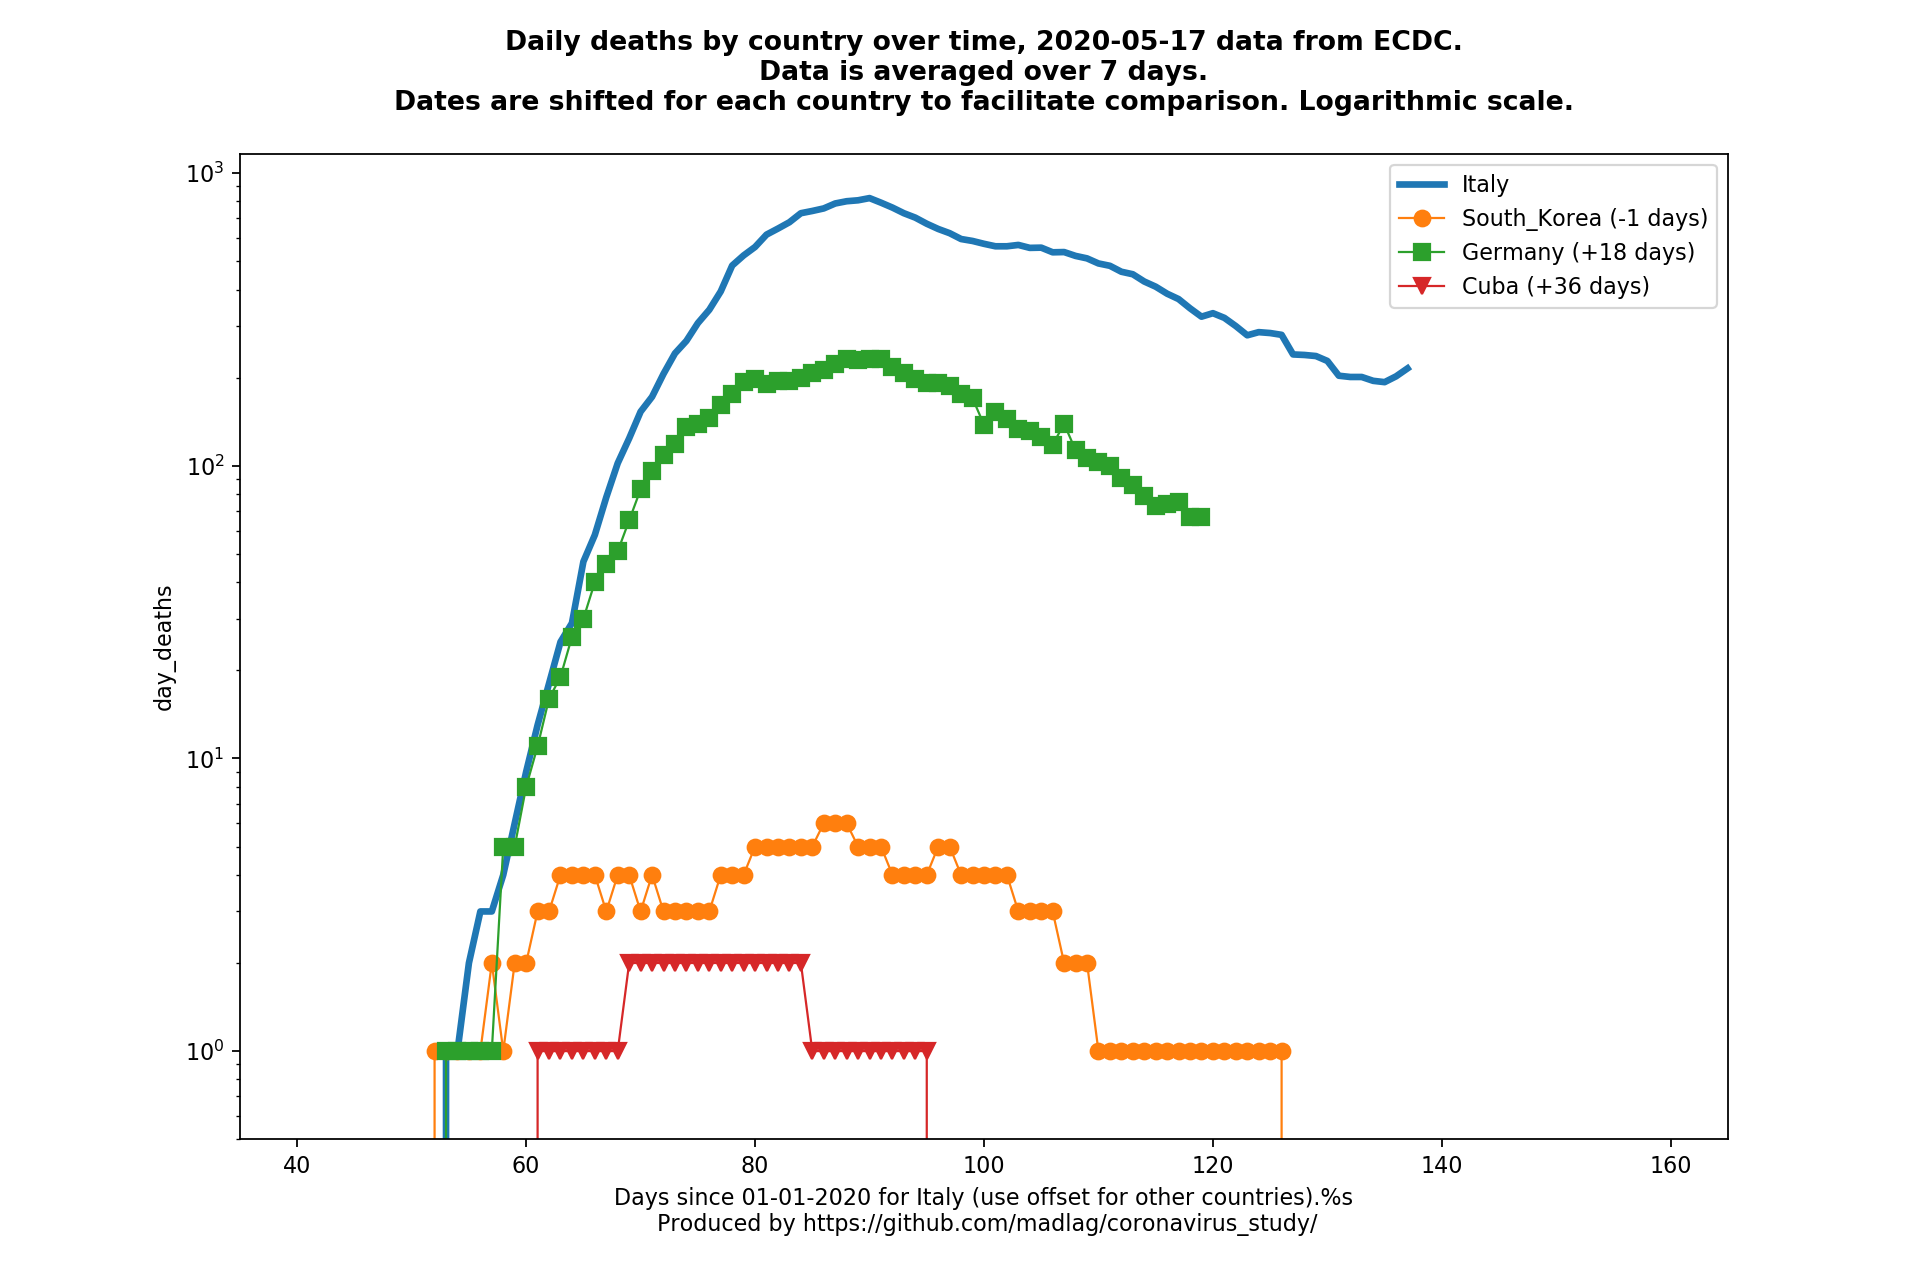 Daily deaths by country over time, 2020-05-17 data from ECDC.
Data is averaged over 7 days.
Dates are shifted for each country to facilitate comparison. Logarithmic scale.
10³
10²
10¹
10⁰
day_deaths
Italy
South_Korea (-1 days)
Germany (+18 days)
Cuba (+36 days)
40 60 80 100 120 140 160
Days since 01-01-2020 for Italy (use offset for other countries).%s
Produced by https://github.com/madlag/coronavirus_study/